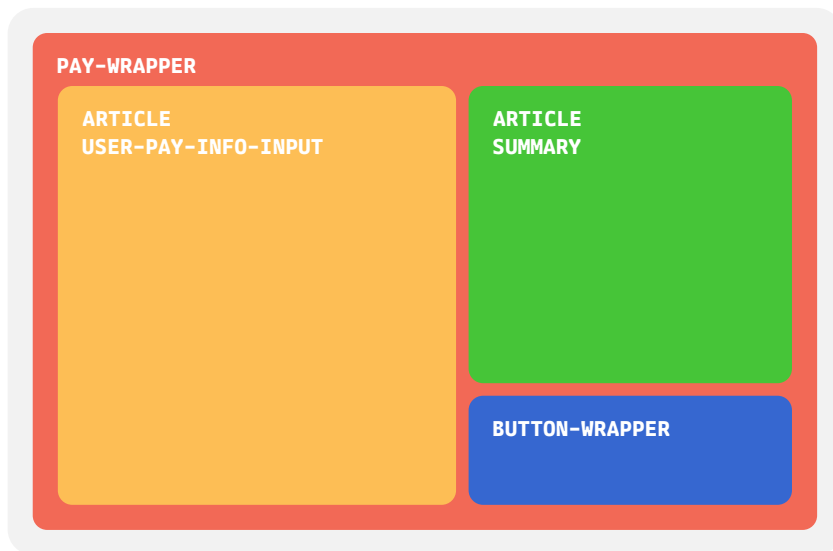 PAY-WRAPPER
ARTICLE
USER-PAY-INFO-INPUT
ARTICLE
SUMMARY
BUTTON-WRAPPER